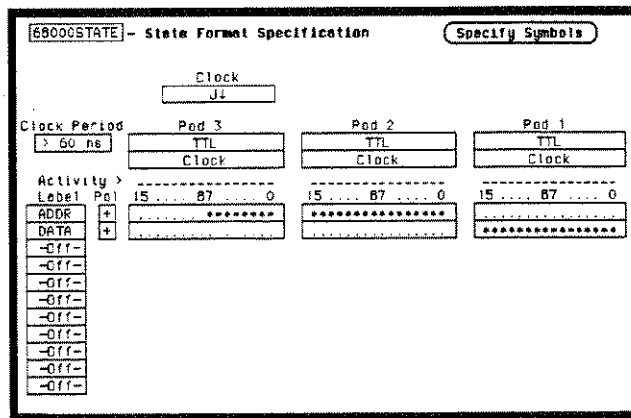 68000STATE - State Format Specification Specify Symbols
Clock
J↓
Clock Period Pod 3 Pod 2 Pod 1
> 60 ns TTL TTL TTL
Clock Clock Clock
Activity > ---------------- ---------------- ----------------
Label Pol 15 .... 87 .... 0 15 .... 87 .... 0 15 .... 87 .... 0
ADDR + ........******** **************** ................
DATA + ................ ................ ****************
-Off-
-Off-
-Off-
-Off-
-Off-
-Off-
-Off-
-Off-
-Off-